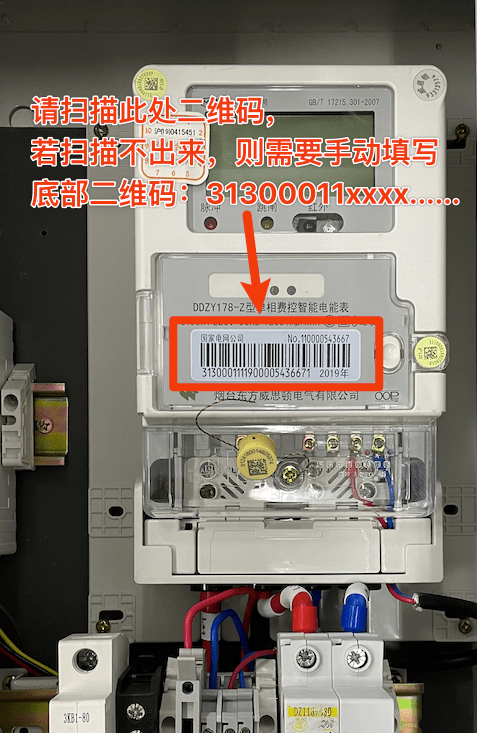 GB/T 17215.301-2007
请扫描此处二维码，
若扫描不出来，则需要手动填写
底部二维码：31300011xxxx......
脉冲
跳闸
红外
DDZY178-Z型单相费控智能电能表
国家电网公司 No.110000543667
3130001111900005436671 2019年
烟台东方威思顿电气有限公司
3KB1-80